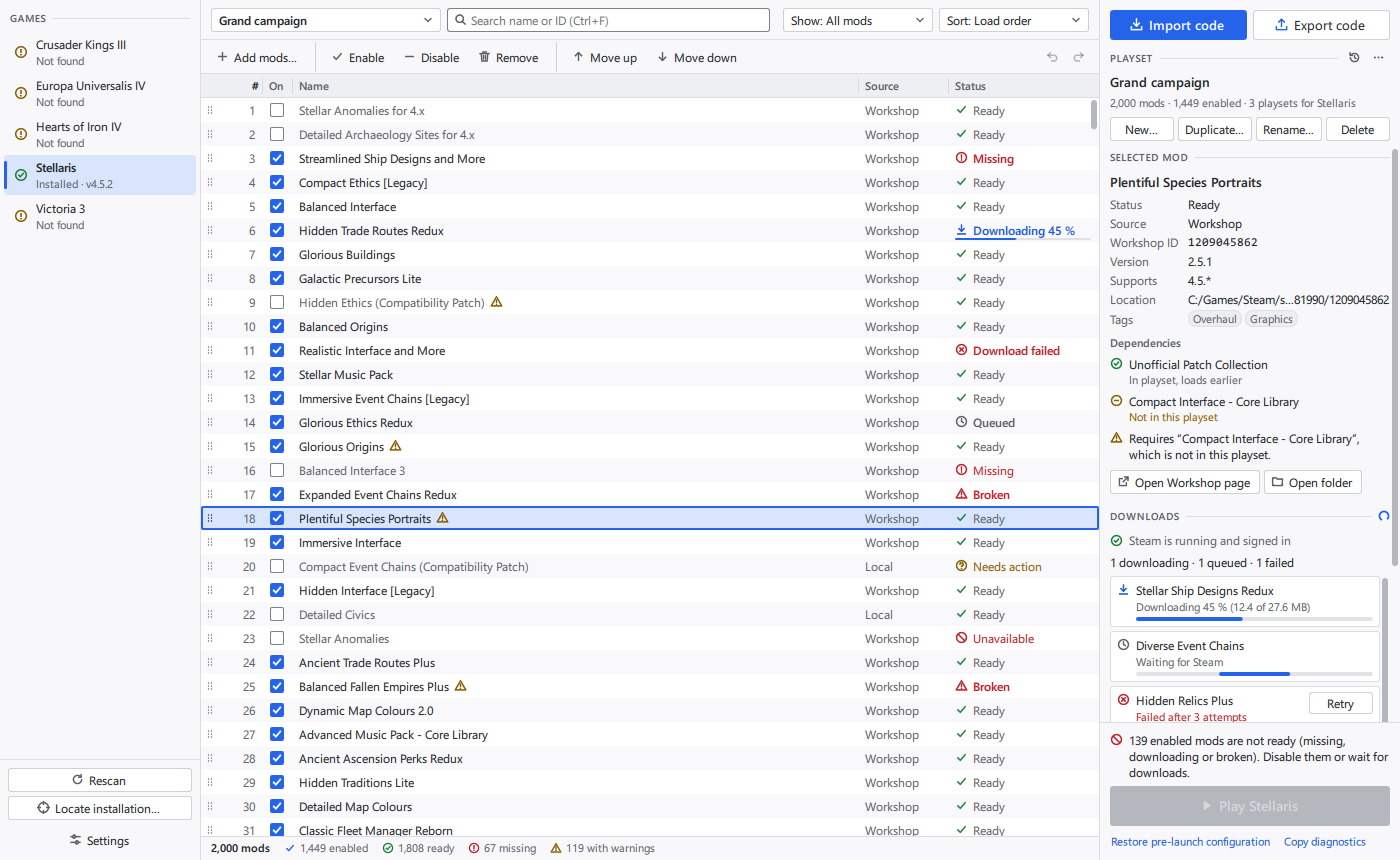 GAMES
Crusader Kings III
Not found
Europa Universalis IV
Not found
Hearts of Iron IV
Not found
Stellaris
Installed · v4.5.2
Victoria 3
Not found
Rescan
Locate installation...
Settings
Grand campaign
Search name or ID (Ctrl+F)
Show: All mods
Sort: Load order
Add mods...
Enable
Disable
Remove
Move up
Move down
# On Name Source Status
1 Stellar Anomalies for 4.x Workshop Ready
2 Detailed Archaeology Sites for 4.x Workshop Ready
3 Streamlined Ship Designs and More Workshop Missing
4 Compact Ethics [Legacy] Workshop Ready
5 Balanced Interface Workshop Ready
6 Hidden Trade Routes Redux Workshop Downloading 45 %
7 Glorious Buildings Workshop Ready
8 Galactic Precursors Lite Workshop Ready
9 Hidden Ethics (Compatibility Patch) Workshop Ready
10 Balanced Origins Workshop Ready
11 Realistic Interface and More Workshop Download failed
12 Stellar Music Pack Workshop Ready
13 Immersive Event Chains [Legacy] Workshop Ready
14 Glorious Ethics Redux Workshop Queued
15 Glorious Origins Workshop Ready
16 Balanced Interface 3 Workshop Missing
17 Expanded Event Chains Redux Workshop Broken
18 Plentiful Species Portraits Workshop Ready
19 Immersive Interface Workshop Ready
20 Compact Event Chains (Compatibility Patch) Local Needs action
21 Hidden Interface [Legacy] Workshop Ready
22 Detailed Civics Local Ready
23 Stellar Anomalies Workshop Unavailable
24 Ancient Trade Routes Plus Workshop Ready
25 Balanced Fallen Empires Plus Workshop Broken
26 Dynamic Map Colours 2.0 Workshop Ready
27 Advanced Music Pack - Core Library Workshop Ready
28 Ancient Ascension Perks Redux Workshop Ready
29 Hidden Traditions Lite Workshop Ready
30 Detailed Map Colours Workshop Ready
31 Classic Fleet Manager Reborn Workshop Ready
2,000 mods 1,449 enabled 1,808 ready 67 missing 119 with warnings
Import code
Export code
PLAYSET
Grand campaign
2,000 mods · 1,449 enabled · 3 playsets for Stellaris
New...
Duplicate...
Rename...
Delete
SELECTED MOD
Plentiful Species Portraits
Status Ready
Source Workshop
Workshop ID 1209045862
Version 2.5.1
Supports 4.5.*
Location C:/Games/Steam/s...81990/1209045862
Tags Overhaul Graphics
Dependencies
Unofficial Patch Collection
In playset, loads earlier
Compact Interface - Core Library
Not in this playset
Requires “Compact Interface - Core Library”,
which is not in this playset.
Open Workshop page
Open folder
DOWNLOADS
Steam is running and signed in
1 downloading · 1 queued · 1 failed
Stellar Ship Designs Redux
Downloading 45 % (12.4 of 27.6 MB)
Diverse Event Chains
Waiting for Steam
Hidden Relics Plus
Failed after 3 attempts
Retry
139 enabled mods are not ready (missing,
downloading or broken). Disable them or wait for
downloads.
Play Stellaris
Restore pre-launch configuration
Copy diagnostics